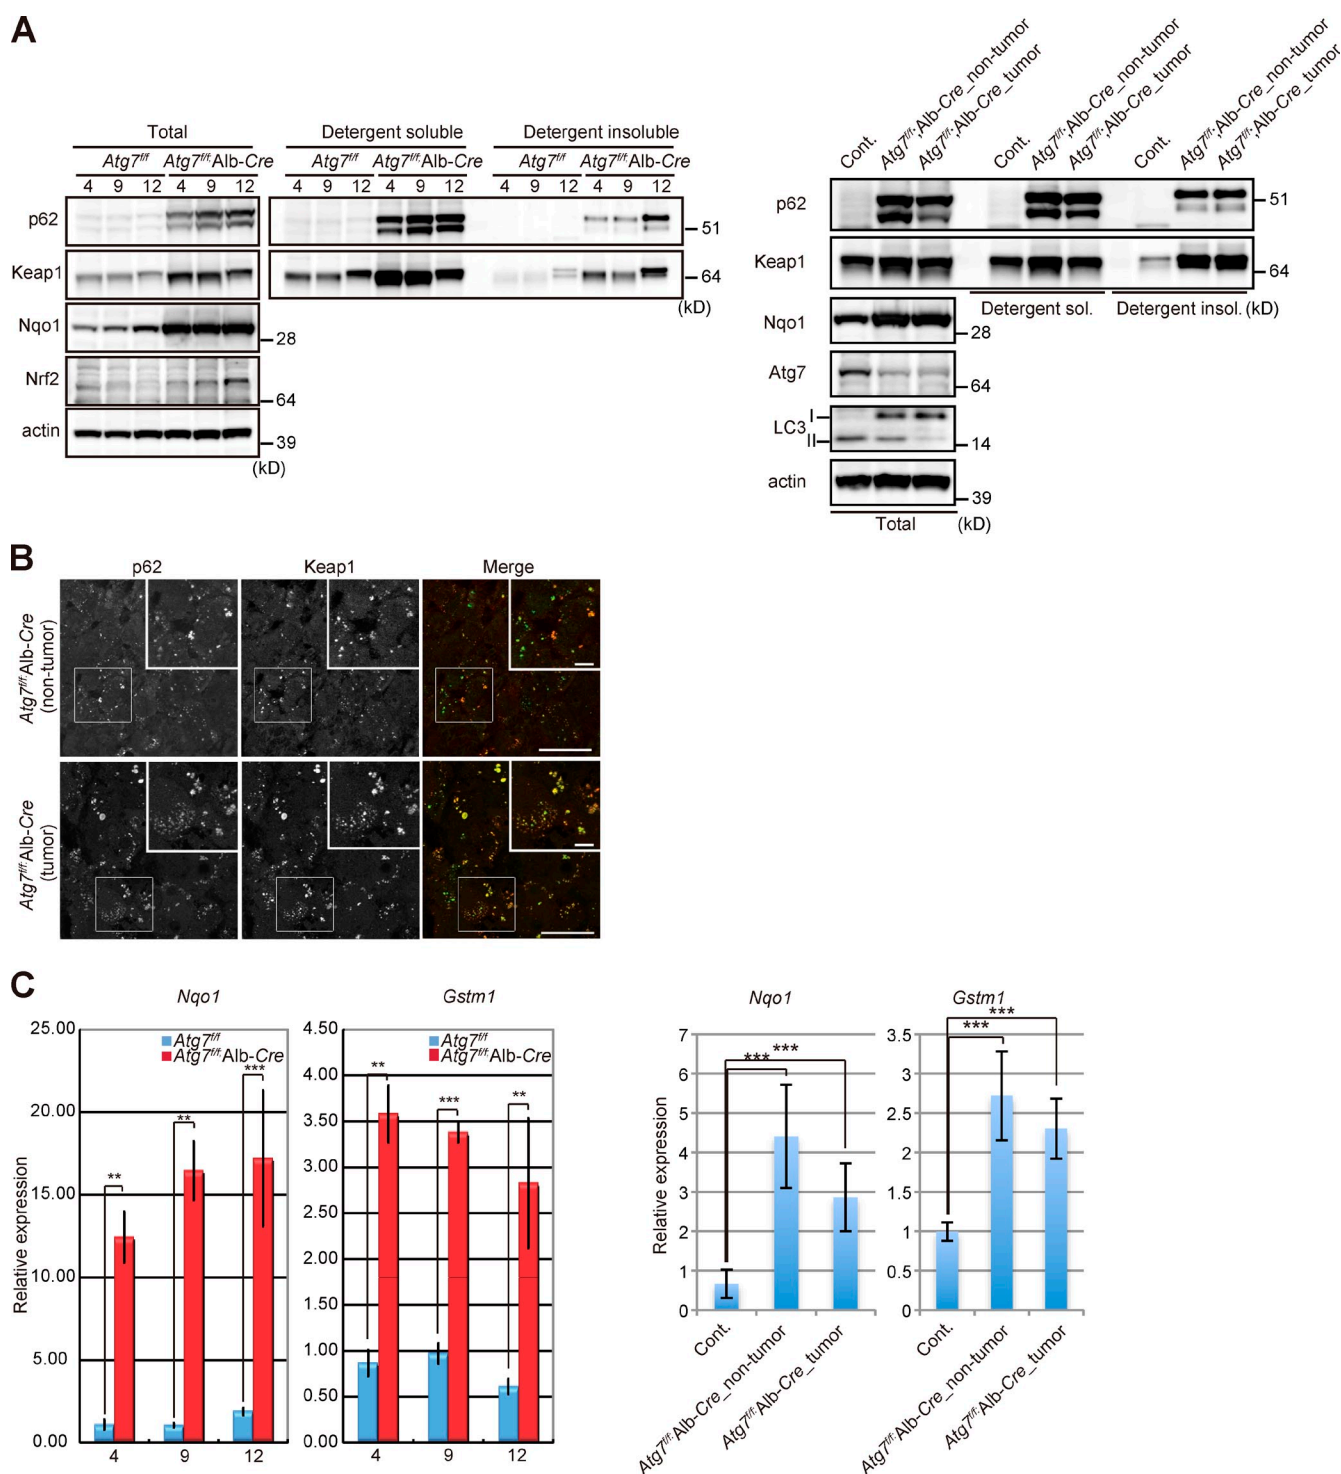 A
Total
Detergent soluble
Detergent insoluble
Atg7f/f Atg7f/f;Alb-Cre
Atg7f/f Atg7f/f;Alb-Cre
Atg7f/f Atg7f/f;Alb-Cre
4 9 12 4 9 12
4 9 12 4 9 12
4 9 12 4 9 12
p62
51
Keap1
64
(kD)
Nqo1
28
Nrf2
64
actin
39
(kD)
Cont.
Atg7f/f;Alb-Cre_non-tumor
Atg7f/f;Alb-Cre_tumor
Cont.
Atg7f/f;Alb-Cre_non-tumor
Atg7f/f;Alb-Cre_tumor
Cont.
Atg7f/f;Alb-Cre_non-tumor
Atg7f/f;Alb-Cre_tumor
p62
51
Keap1
64
Detergent sol. Detergent insol. (kD)
Nqo1
28
Atg7
64
LC3
I
II
14
actin
39
Total (kD)
B
p62 Keap1 Merge
Atg7f/f;Alb-Cre
(non-tumor)
Atg7f/f;Alb-Cre
(tumor)
C
Nqo1
Relative expression
25.00
20.00
15.00
10.00
5.00
0.00
Atg7f/f
Atg7f/f;Alb-Cre
**
**
***
4 9 12
Gstm1
4.50
4.00
3.50
3.00
2.50
2.00
1.50
1.00
0.50
0.00
Atg7f/f
Atg7f/f;Alb-Cre
**
***
**
4 9 12
Nqo1
Relative expression
7
6
5
4
3
2
1
0
***
***
Cont.
Atg7f/f;Alb-Cre_non-tumor
Atg7f/f;Alb-Cre_tumor
Gstm1
3.5
3
2.5
2
1.5
1
0.5
0
***
***
Cont.
Atg7f/f;Alb-Cre_non-tumor
Atg7f/f;Alb-Cre_tumor